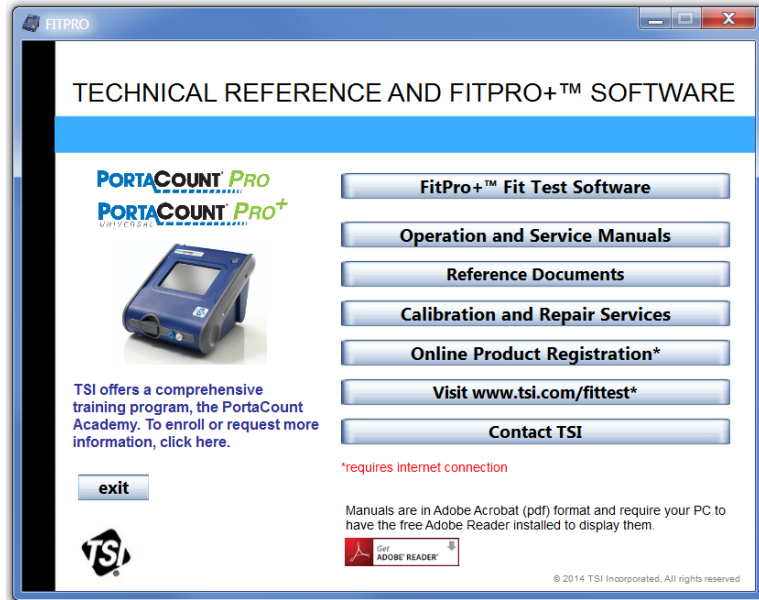 FITPRO
TECHNICAL REFERENCE AND FITPRO+™ SOFTWARE
PORTACOUNT® PRO
PORTACOUNT® PRO+
UNIVERSAL
FitPro+™ Fit Test Software
Operation and Service Manuals
Reference Documents
Calibration and Repair Services
Online Product Registration*
Visit www.tsi.com/fittest*
Contact TSI
TSI offers a comprehensive
training program, the PortaCount
Academy. To enroll or request more
information, click here.
*requires internet connection
exit
Manuals are in Adobe Acrobat (pdf) format and require your PC to
have the free Adobe Reader installed to display them.
Get
ADOBE® READER®
TSI®
© 2014 TSI Incorporated, All rights reserved